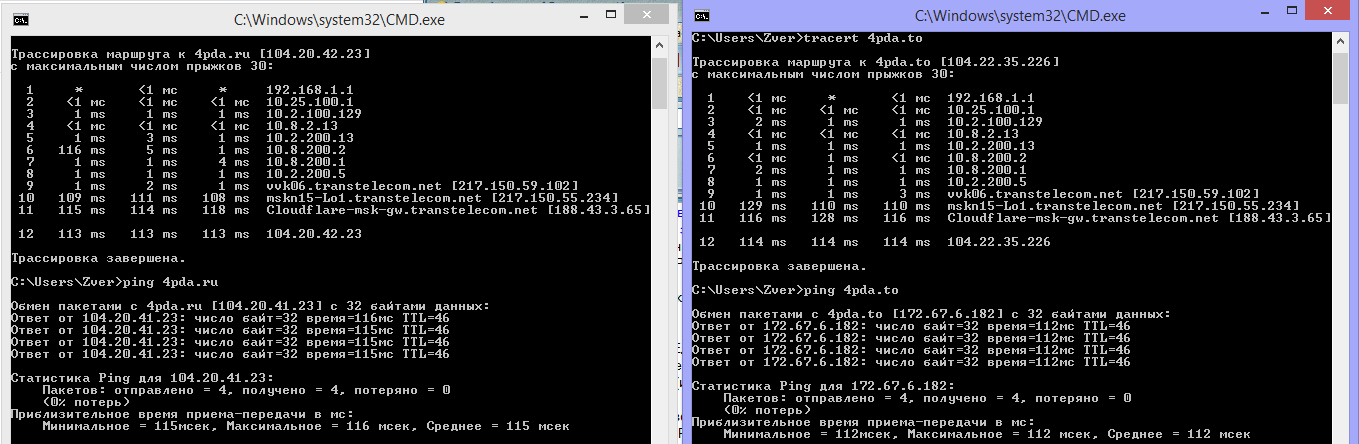 C:\Windows\system32\CMD.exe
Трассировка маршрута к 4pda.ru [104.20.42.23]
с максимальным числом прыжков 30:
1 * <1 мс * 192.168.1.1
2 <1 мс <1 мс <1 мс 10.25.100.1
3 1 ms 1 ms 1 ms 10.2.100.129
4 <1 мс <1 мс <1 мс 10.8.2.13
5 1 ms 3 ms 1 ms 10.2.200.13
6 116 ms 5 ms 1 ms 10.8.200.2
7 1 ms 1 ms 4 ms 10.8.200.1
8 1 ms 1 ms 1 ms 10.2.200.5
9 1 ms 2 ms 1 ms vvk06.transtelecom.net [217.150.59.102]
10 109 ms 111 ms 108 ms mskn15-Lo1.transtelecom.net [217.150.55.234]
11 115 ms 114 ms 118 ms Cloudflare-msk-gw.transtelecom.net [188.43.3.65]
12 113 ms 113 ms 113 ms 104.20.42.23
Трассировка завершена.
C:\Users\Zver>ping 4pda.ru
Обмен пакетами с 4pda.ru [104.20.41.23] с 32 байтами данных:
Ответ от 104.20.41.23: число байт=32 время=116мс TTL=46
Ответ от 104.20.41.23: число байт=32 время=115мс TTL=46
Ответ от 104.20.41.23: число байт=32 время=115мс TTL=46
Ответ от 104.20.41.23: число байт=32 время=115мс TTL=46
Статистика Ping для 104.20.41.23:
Пакетов: отправлено = 4, получено = 4, потеряно = 0
(0% потерь)
Приблизительное время приема-передачи в мс:
Минимальное = 115мсек, Максимальное = 116 мсек, Среднее = 115 мсек
C:\Windows\system32\CMD.exe
C:\Users\Zver>tracert 4pda.to
Трассировка маршрута к 4pda.to [104.22.35.226]
с максимальным числом прыжков 30:
1 <1 мс * <1 мс 192.168.1.1
2 <1 мс <1 мс <1 мс 10.25.100.1
3 2 ms 1 ms 1 ms 10.2.100.129
4 <1 мс <1 мс <1 мс 10.8.2.13
5 1 ms 1 ms 1 ms 10.2.200.13
6 <1 мс 1 ms <1 мс 10.8.200.2
7 2 ms 1 ms 1 ms 10.8.200.1
8 1 ms 1 ms 1 ms 10.2.200.5
9 1 ms 1 ms 3 ms vvk06.transtelecom.net [217.150.59.102]
10 129 ms 110 ms 110 ms mskn15-Lo1.transtelecom.net [217.150.55.234]
11 116 ms 128 ms 116 ms Cloudflare-msk-gw.transtelecom.net [188.43.3.65]
12 114 ms 114 ms 114 ms 104.22.35.226
Трассировка завершена.
C:\Users\Zver>ping 4pda.to
Обмен пакетами с 4pda.to [172.67.6.182] с 32 байтами данных:
Ответ от 172.67.6.182: число байт=32 время=112мс TTL=46
Ответ от 172.67.6.182: число байт=32 время=112мс TTL=46
Ответ от 172.67.6.182: число байт=32 время=112мс TTL=46
Ответ от 172.67.6.182: число байт=32 время=112мс TTL=46
Статистика Ping для 172.67.6.182:
Пакетов: отправлено = 4, получено = 4, потеряно = 0
(0% потерь)
Приблизительное время приема-передачи в мс:
Минимальное = 112мсек, Максимальное = 112 мсек, Среднее = 112 мсек